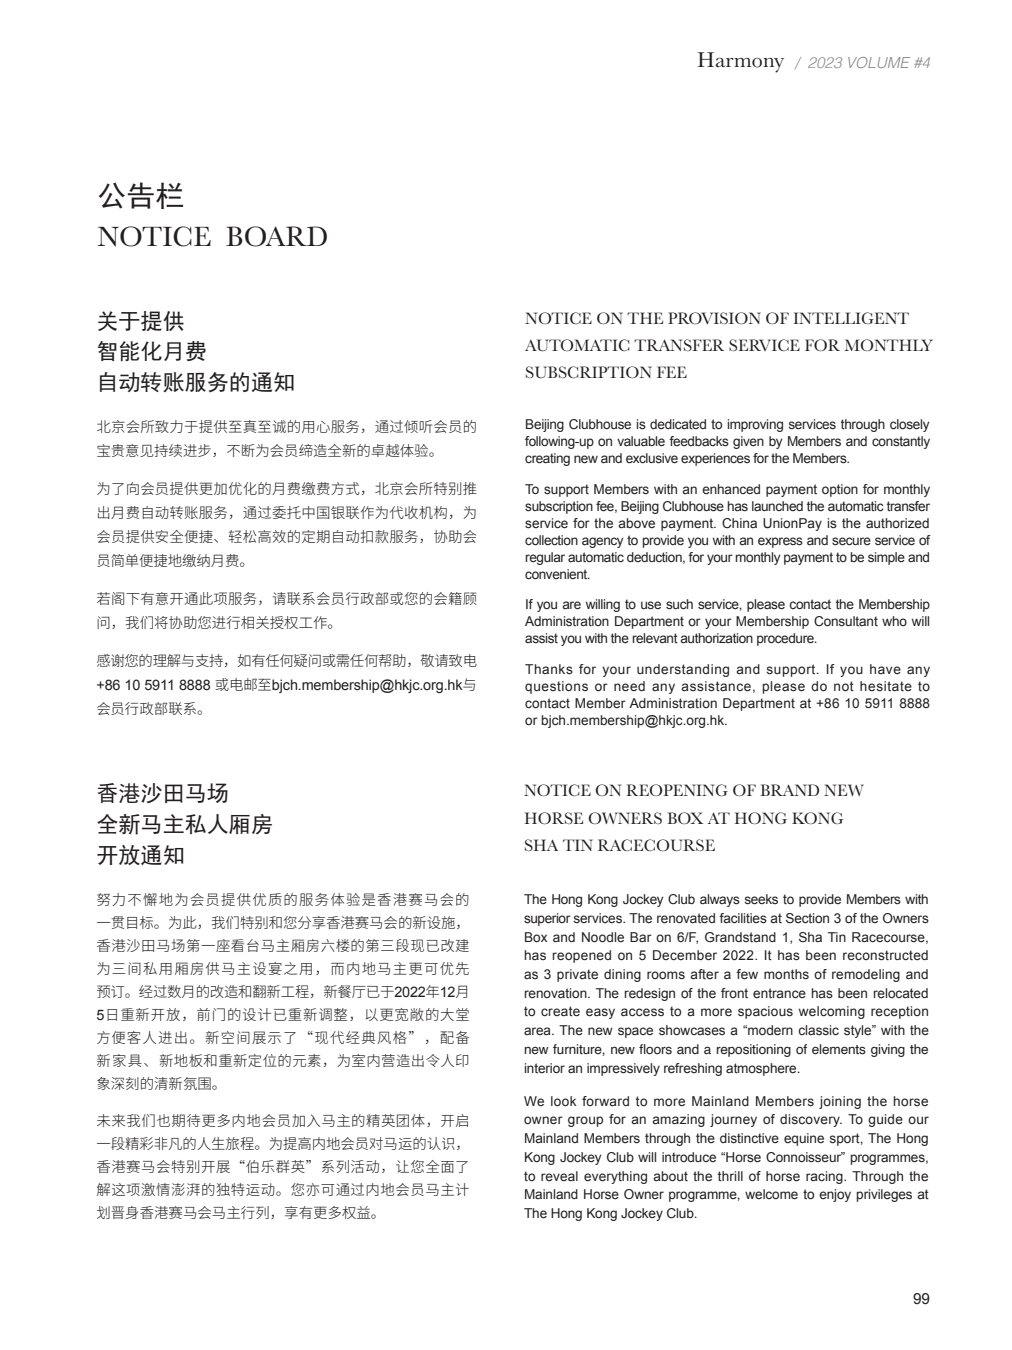 Harmony / 2023 VOLUME #4
公告栏
NOTICE BOARD
关于提供
智能化月费
自动转账服务的通知
北京会所致力于提供至真至诚的用心服务，通过倾听会员的
宝贵意见持续进步，不断为会员缔造全新的卓越体验。
为了向会员提供更加优化的月费缴费方式，北京会所特别推
出月费自动转账服务，通过委托中国银联作为代收机构，为
会员提供安全便捷、轻松高效的定期自动扣款服务，协助会
员简单便捷地缴纳月费。
若阁下有意开通此项服务，请联系会员行政部或您的会籍顾
问，我们将协助您进行相关授权工作。
感谢您的理解与支持，如有任何疑问或需任何帮助，敬请致电
+86 10 5911 8888 或电邮至bjch.membership@hkjc.org.hk与
会员行政部联系。
NOTICE ON THE PROVISION OF INTELLIGENT
AUTOMATIC TRANSFER SERVICE FOR MONTHLY
SUBSCRIPTION FEE
Beijing Clubhouse is dedicated to improving services through closely
following-up on valuable feedbacks given by Members and constantly
creating new and exclusive experiences for the Members.
To support Members with an enhanced payment option for monthly
subscription fee, Beijing Clubhouse has launched the automatic transfer
service for the above payment. China UnionPay is the authorized
collection agency to provide you with an express and secure service of
regular automatic deduction, for your monthly payment to be simple and
convenient.
If you are willing to use such service, please contact the Membership
Administration Department or your Membership Consultant who will
assist you with the relevant authorization procedure.
Thanks for your understanding and support. If you have any
questions or need any assistance, please do not hesitate to
contact Member Administration Department at +86 10 5911 8888
or bjch.membership@hkjc.org.hk.
香港沙田马场
全新马主私人厢房
开放通知
努力不懈地为会员提供优质的服务体验是香港赛马会的
一贯目标。为此，我们特别和您分享香港赛马会的新设施，
香港沙田马场第一座看台马主厢房六楼的第三段现已改建
为三间私用厢房供马主设宴之用，而内地马主更可优先
预订。经过数月的改造和翻新工程，新餐厅已于2022年12月
5日重新开放，前门的设计已重新调整，以更宽敞的大堂
方便客人进出。新空间展示了“现代经典风格”，配备
新家具、新地板和重新定位的元素，为室内营造出令人印
象深刻的清新氛围。
未来我们也期待更多内地会员加入马主的精英团体，开启
一段精彩非凡的人生旅程。为提高内地会员对马运的认识，
香港赛马会特别开展“伯乐群英”系列活动，让您全面了
解这项激情澎湃的独特运动。您亦可通过内地会员马主计
划晋身香港赛马会马主行列，享有更多权益。
NOTICE ON REOPENING OF BRAND NEW
HORSE OWNERS BOX AT HONG KONG
SHA TIN RACECOURSE
The Hong Kong Jockey Club always seeks to provide Members with
superior services. The renovated facilities at Section 3 of the Owners
Box and Noodle Bar on 6/F, Grandstand 1, Sha Tin Racecourse,
has reopened on 5 December 2022. It has been reconstructed
as 3 private dining rooms after a few months of remodeling and
renovation. The redesign of the front entrance has been relocated
to create easy access to a more spacious welcoming reception
area. The new space showcases a “modern classic style” with the
new furniture, new floors and a repositioning of elements giving the
interior an impressively refreshing atmosphere.
We look forward to more Mainland Members joining the horse
owner group for an amazing journey of discovery. To guide our
Mainland Members through the distinctive equine sport, The Hong
Kong Jockey Club will introduce “Horse Connoisseur” programmes,
to reveal everything about the thrill of horse racing. Through the
Mainland Horse Owner programme, welcome to enjoy privileges at
The Hong Kong Jockey Club.
99